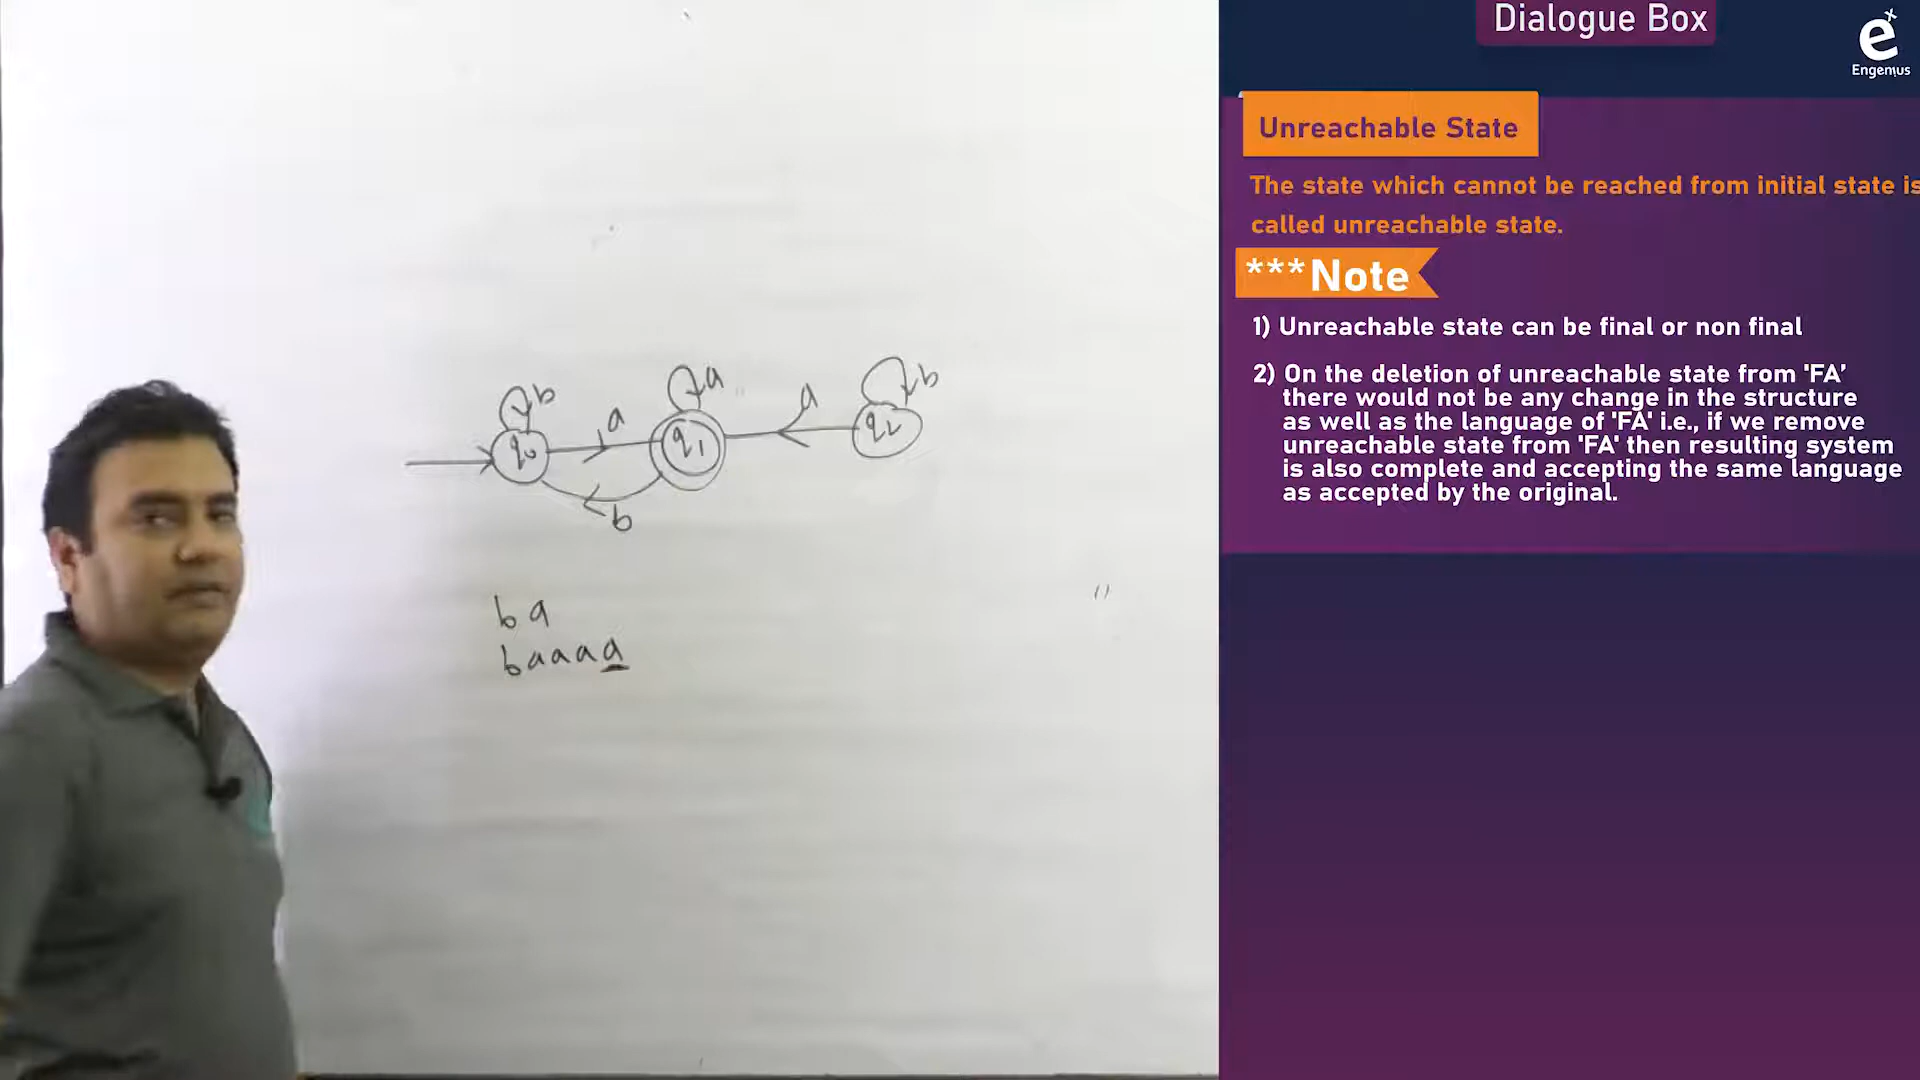 Dialogue Box
eˣ
Engenius
Unreachable State
The state which cannot be reached from initial state is
called unreachable state.
***Note
1) Unreachable state can be final or non final
2) On the deletion of unreachable state from 'FA'
there would not be any change in the structure
as well as the language of 'FA' i.e., if we remove
unreachable state from 'FA' then resulting system
is also complete and accepting the same language
as accepted by the original.
b a a b
q0 a q1 q2
b
b a
b a a a a